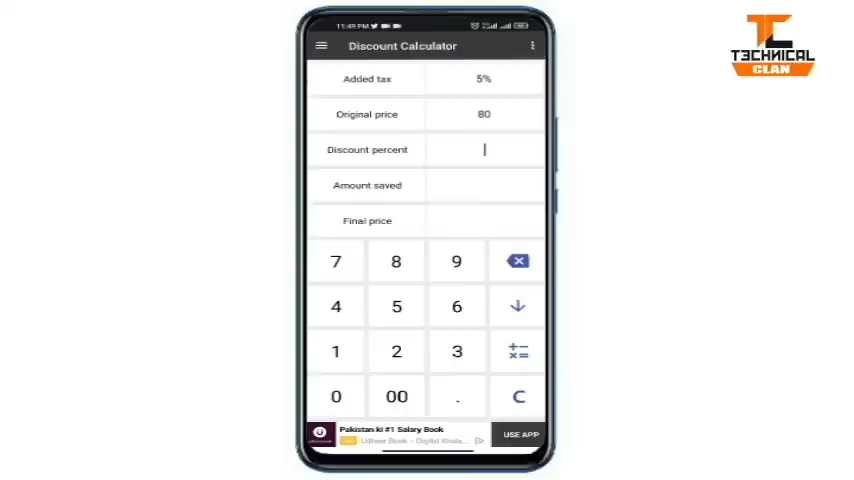 11:49 PM
Discount Calculator
Added tax 5%
Original price 80
Discount percent
Amount saved
Final price
7 8 9
4 5 6
1 2 3
+− ×=
0 00 . C
Pakistan ki #1 Salary Book
USE APP
TECHNICAL
CLAN